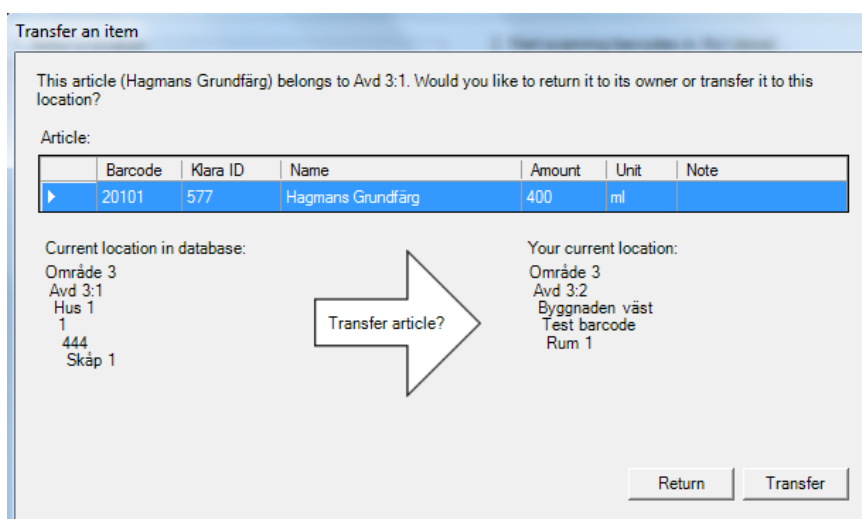 Transfer an item
This article (Hagmans Grundfärg) belongs to Avd 3:1. Would you like to return it to its owner or transfer it to this
location?
Article:
Barcode Klara ID Name Amount Unit Note
20101 577 Hagmans Grundfärg 400 ml
Current location in database:
Område 3
Avd 3:1
Hus 1
1
444
Skåp 1
Transfer article?
Your current location:
Område 3
Avd 3:2
Byggnaden väst
Test barcode
Rum 1
Return Transfer